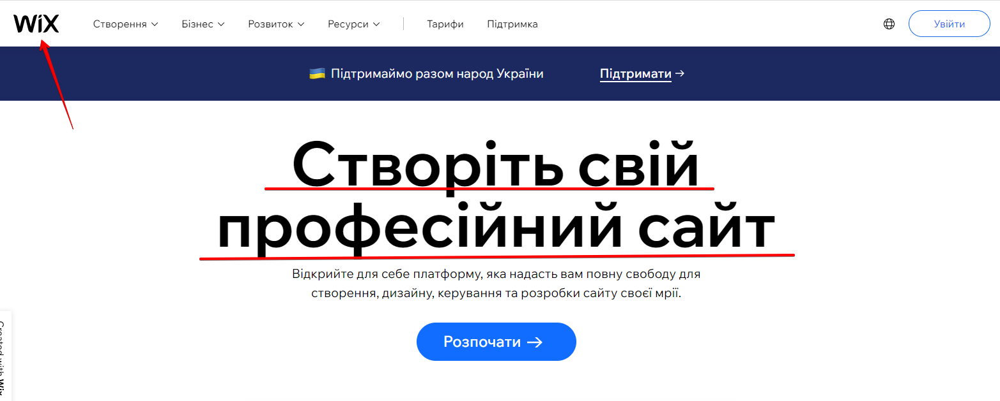 WiX
Створення Бізнес Розвиток Ресурси Тарифи Підтримка Увійти
Підтримаймо разом народ України Підтримати →
Створіть свій
професійний сайт
Відкрийте для себе платформу, яка надасть вам повну свободу для
створення, дизайну, керування та розробки сайту своєї мрії.
Розпочати →
Created with Wix